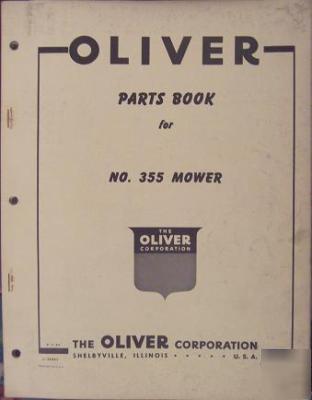 OLIVER
PARTS BOOK
for
NO. 355 MOWER
THE
OLIVER
CORPORATION
THE OLIVER CORPORATION
SHELBYVILLE, ILLINOIS • • • • • U. S. A.